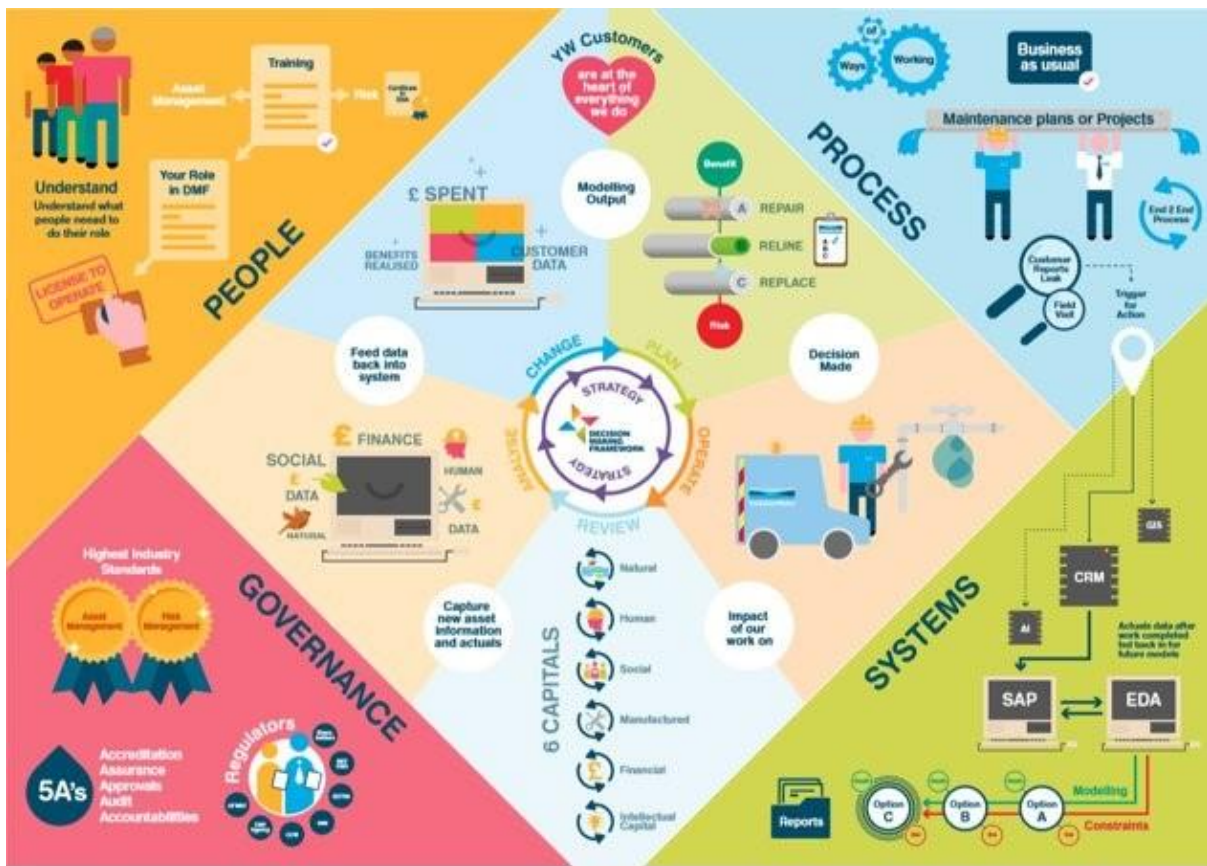 Training
Asset
Management
Risk
Your Role
in DMF
Understand
Understand what
people neead to
do their role
LICENSE TO
OPERATE
PEOPLE
YW Customers
are at the
heart of
everything
we do
Modelling
Output
£ SPENT
BENEFITS
REALISED
CUSTOMER
DATA
Benefit
A REPAIR
RELINE
C REPLACE
Risk
Ways
of
Working
Business
as usual
Maintenance plans or Projects
PROCESS
End 2 End
Process
Customer
Reports
Leak
Field
Visit
Trigger
for
Action
Feed data
back into
system
Decision
Made
CHANGE
PLAN
OPERATE
REVIEW
ANALYSE
STRATEGY
STRATEGY
DECISION
MAKING
FRAMEWORK
£ FINANCE
SOCIAL
£
DATA
NATURAL
HUMAN
£
DATA
Capture
new asset
information
and actuals
Impact
of our
work on
6 CAPITALS
Natural
Human
Social
Manufactured
Financial
Intellectual
Capital
GOVERNANCE
Highest Industry
Standards
Asset
Management
Risk
Management
5A's
Accreditation
Assurance
Approvals
Audit
Accountabilities
Regulators
SYSTEMS
GIS
CRM
AI
Actuals data after
work completed
fed back in for
future models
SAP
EDA
Reports
Modelling
Constraints
Option
C
Option
B
Option
A